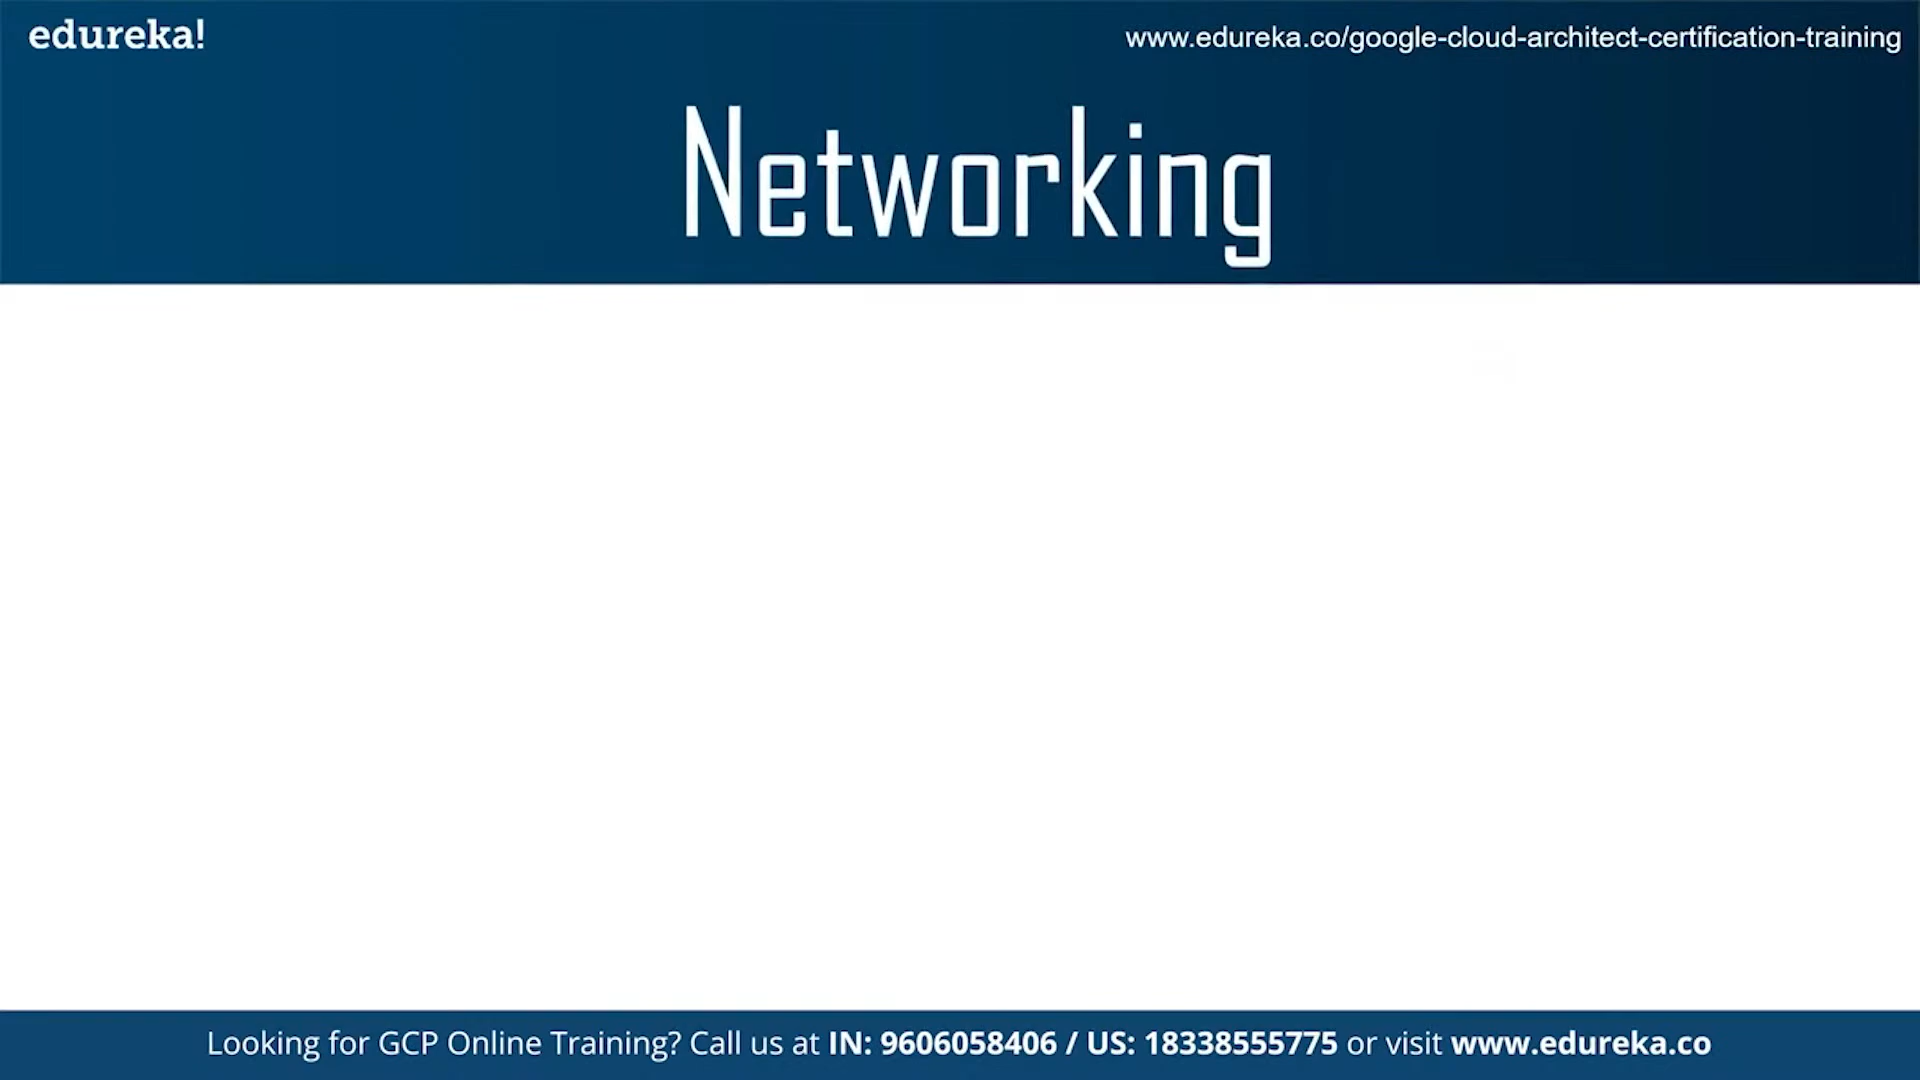 edureka!
www.edureka.co/google-cloud-architect-certification-training
Networking
Looking for GCP Online Training? Call us at IN: 9606058406 / US: 18338555775 or visit www.edureka.co